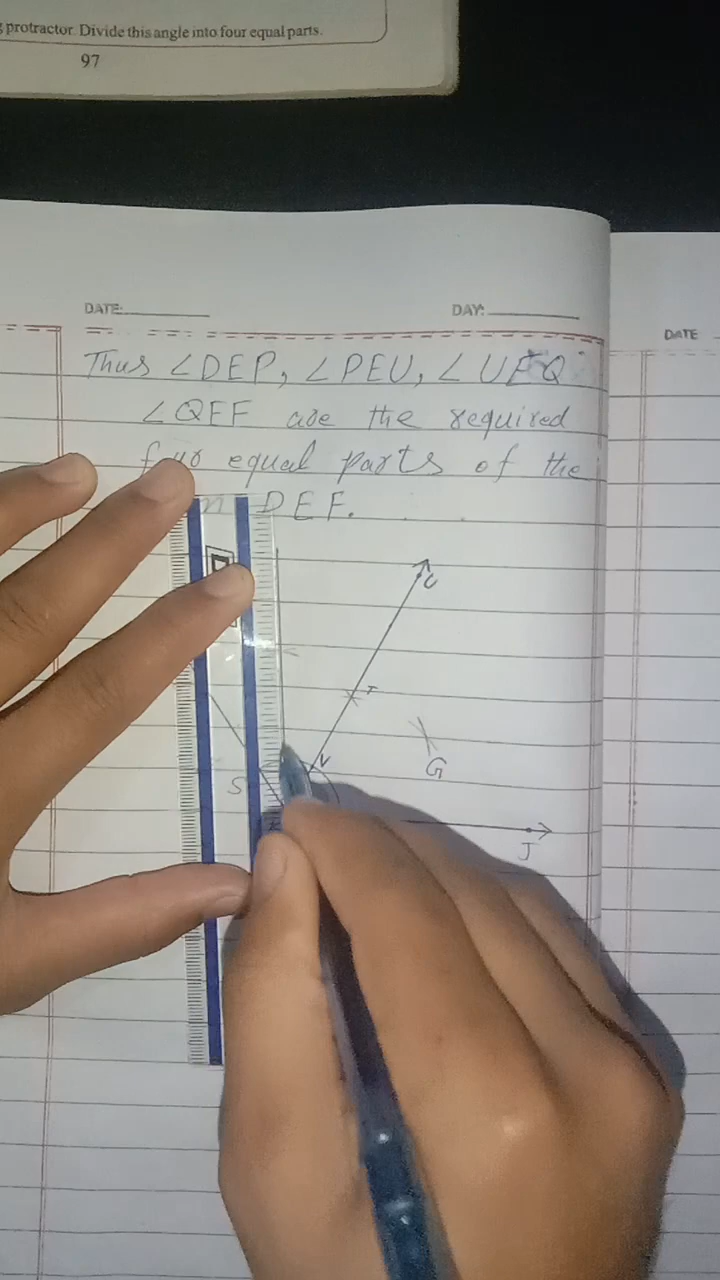 protractor. Divide this angle into four equal parts.
97
DATE:
DAY:
DATE
Thus ∠DEP, ∠PEU, ∠UEQ
∠QEF are the required
four equal parts of the
DEF.
U
T
V
G
S
J